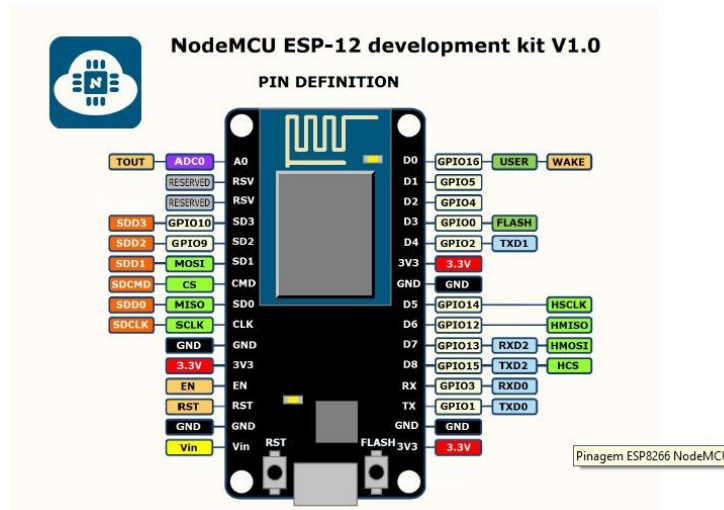 NodeMCU ESP-12 development kit V1.0
PIN DEFINITION
TOUT ADC0 A0 D0 GPIO16 USER WAKE
RESERVED RSV D1 GPIO5
RESERVED RSV D2 GPIO4
SDD3 GPIO10 SD3 D3 GPIO0 FLASH
SDD2 GPIO9 SD2 D4 GPIO2 TXD1
SDD1 MOSI SD1 3V3 3.3V
SDCMD CS CMD GND GND
SDD0 MISO SD0 D5 GPIO14 HSCLK
SDCLK SCLK CLK D6 GPIO12 HMISO
GND GND D7 GPIO13 RXD2 HMOSI
3.3V 3V3 D8 GPIO15 TXD2 HCS
EN EN RX GPIO3 RXD0
RST RST TX GPIO1 TXD0
GND GND GND GND
Vin Vin RST FLASH 3V3 3.3V
Pinagem ESP8266 NodeMCU